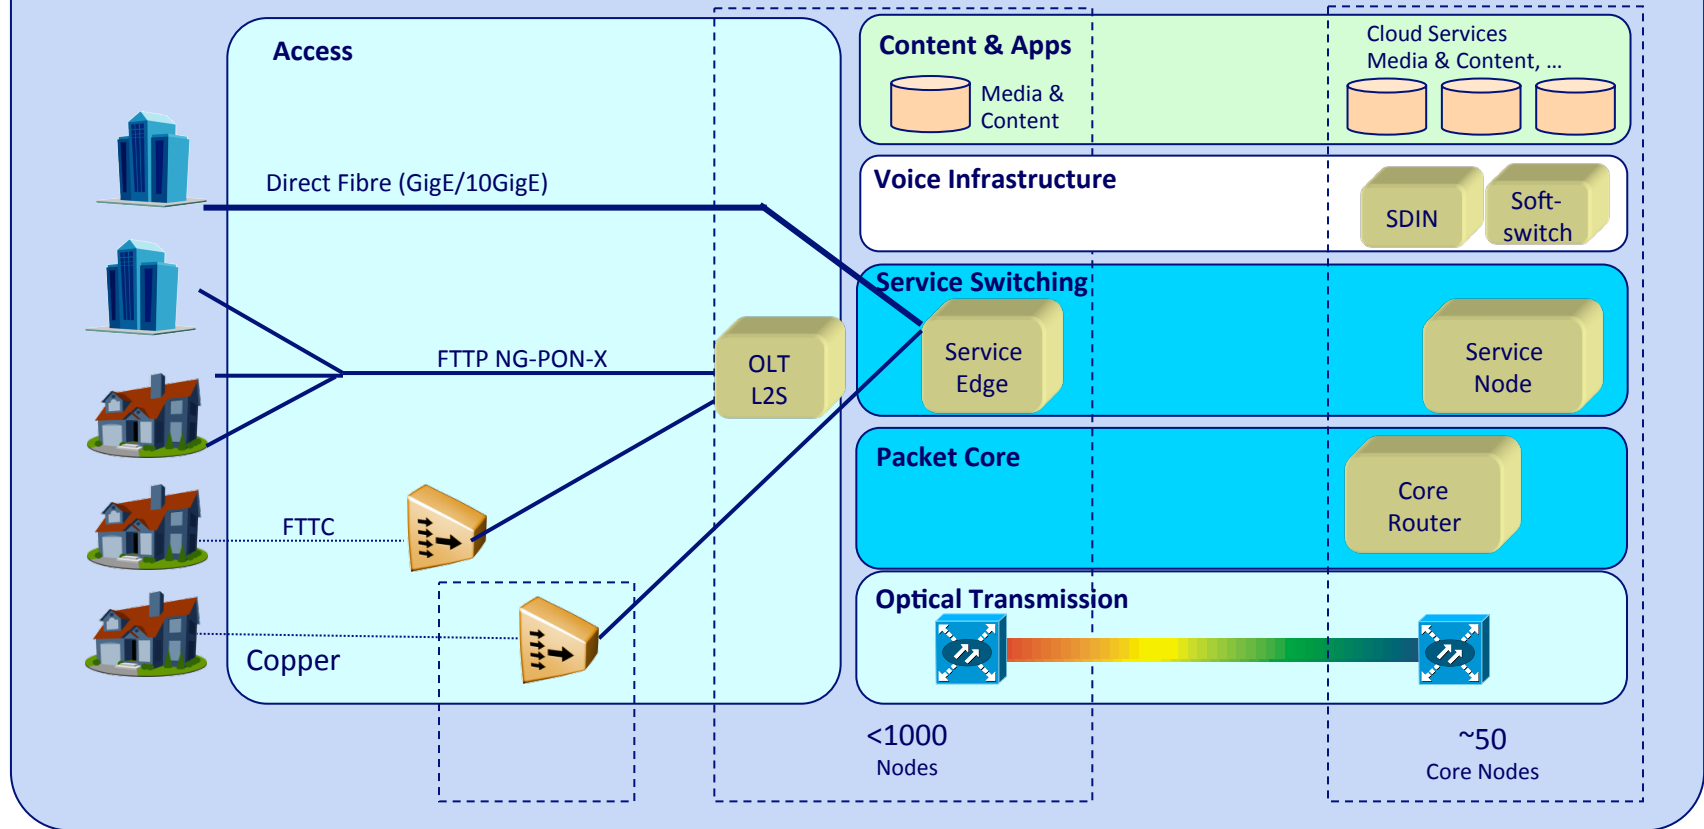 Access
Direct Fibre (GigE/10GigE)
FTTP NG-PON-X
OLT
L2S
FTTC
Copper
Content & Apps
Media &
Content
Cloud Services
Media & Content, ...
Voice Infrastructure
SDIN
Soft-
switch
Service Switching
Service
Edge
Service
Node
Packet Core
Core
Router
Optical Transmission
<1000
Nodes
~50
Core Nodes